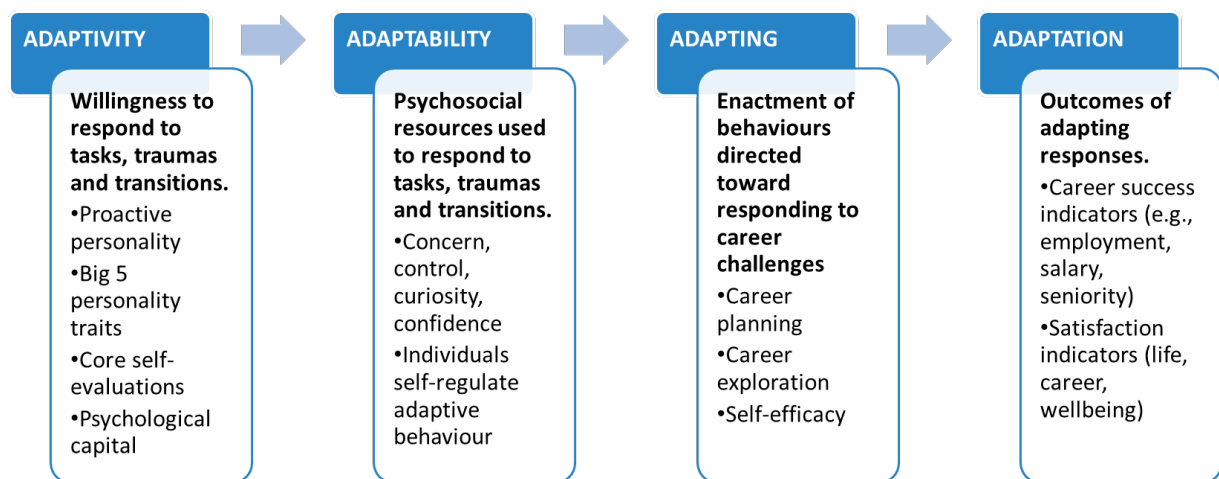 ADAPTIVITY
Willingness to
respond to
tasks, traumas
and transitions.
•Proactive
personality
•Big 5
personality
traits
•Core self-
evaluations
•Psychological
capital
ADAPTABILITY
Psychosocial
resources used
to respond to
tasks, traumas
and transitions.
•Concern,
control,
curiosity,
confidence
•Individuals
self-regulate
adaptive
behaviour
ADAPTING
Enactment of
behaviours
directed
toward
responding to
career
challenges
•Career
planning
•Career
exploration
•Self-efficacy
ADAPTATION
Outcomes of
adapting
responses.
•Career success
indicators (e.g.,
employment,
salary,
seniority)
•Satisfaction
indicators (life,
career,
wellbeing)